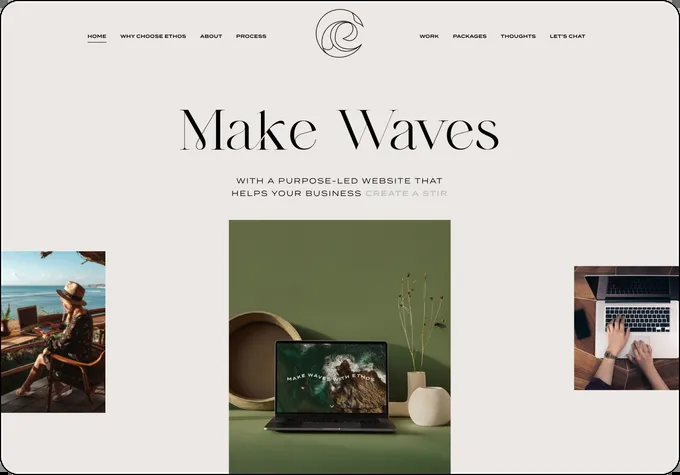 HOME
WHY CHOOSE ETHOS
ABOUT
PROCESS
WORK
PACKAGES
THOUGHTS
LET'S CHAT
Make Waves
WITH A PURPOSE-LED WEBSITE THAT
HELPS YOUR BUSINESS CREATE A STIR
MAKE WAVES WITH ETHOS